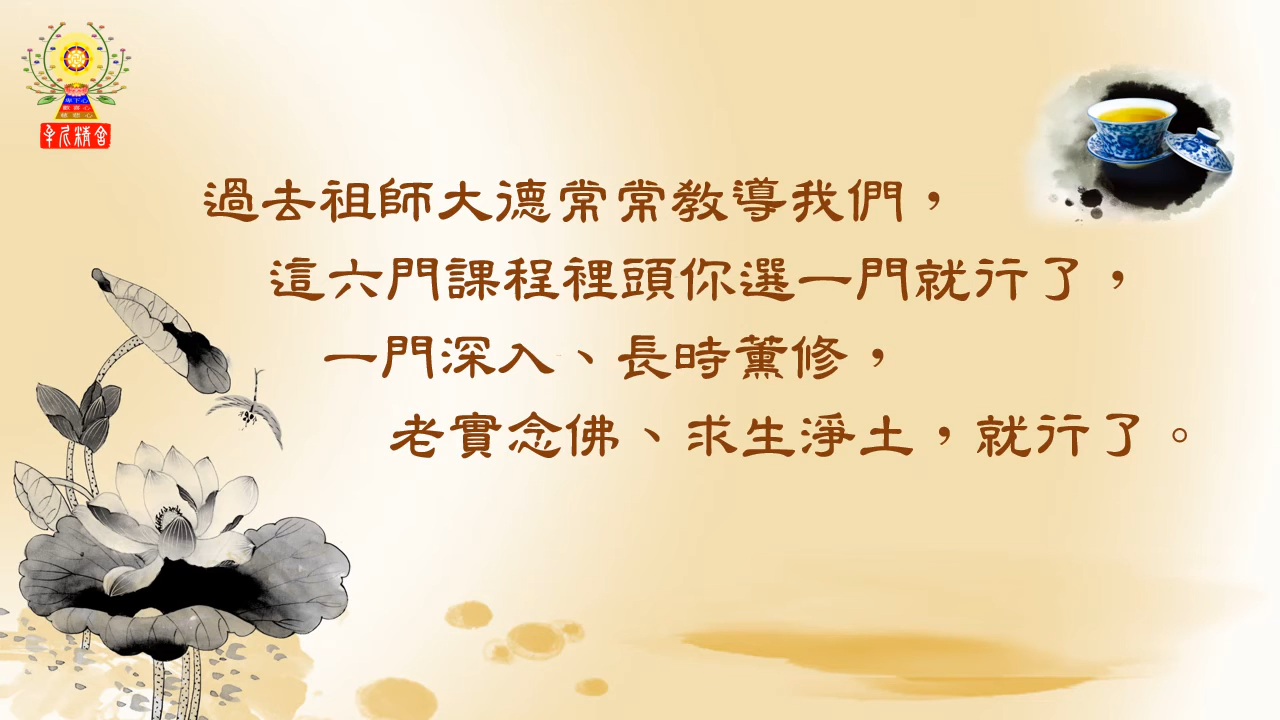 過去祖師大德常常教導我們，
這六門課程裡頭你選一門就行了，
一門深入、長時薰修，
老實念佛、求生淨土，就行了。